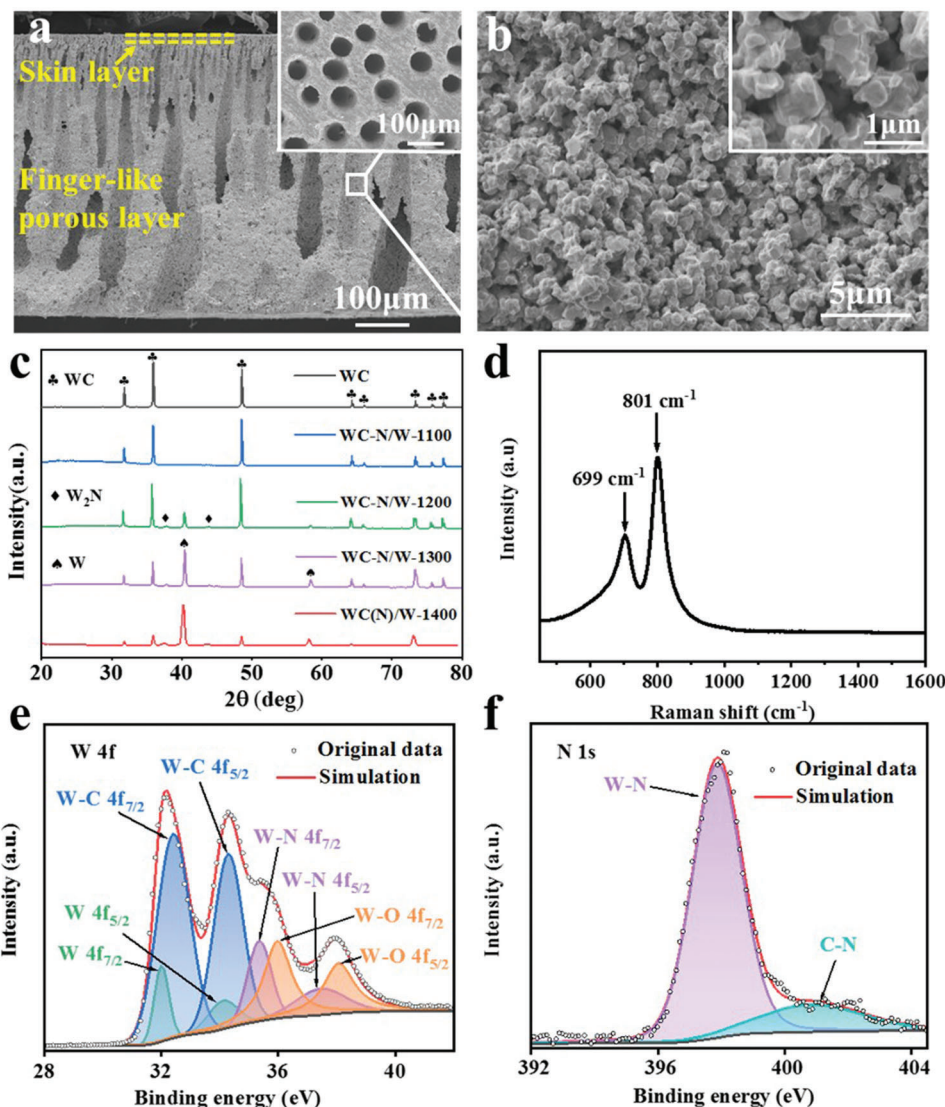 a
Skin layer
Finger-like
porous layer
100μm
100μm
b
1μm
5μm
c
♣ WC
♦ W₂N
♠ W
WC
WC-N/W-1100
WC-N/W-1200
WC-N/W-1300
WC(N)/W-1400
Intensity(a.u.)
20 30 40 50 60 70 80
2θ (deg)
d
801 cm⁻¹
699 cm⁻¹
Intensity (a.u)
600 800 1000 1200 1400 1600
Raman shift (cm⁻¹)
e
W 4f
Original data
Simulation
W-C 4f₅/₂
W-C 4f₇/₂
W-N 4f₇/₂
W-N 4f₅/₂
W 4f₅/₂
W-O 4f₇/₂
W 4f₇/₂
W-O 4f₅/₂
Intensity (a.u.)
28 32 36 40
Binding energy (eV)
f
N 1s
Original data
Simulation
W-N
C-N
Intensity (a.u.)
392 396 400 404
Binding energy (eV)